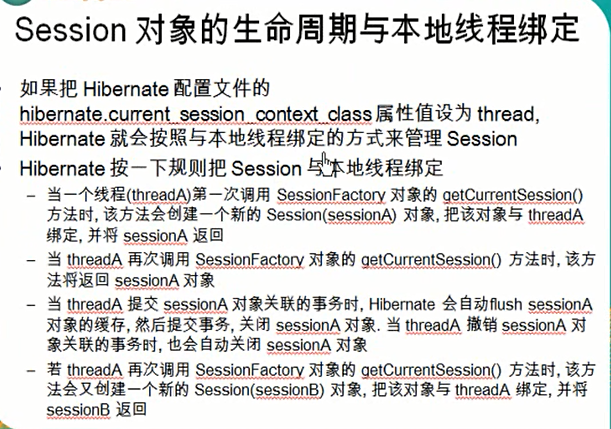 Session 对象的生命周期与本地线程绑定
如果把 Hibernate 配置文件的
hibernate.current_session_context_class 属性值设为 thread,
Hibernate 就会按照与本地线程绑定的方式来管理 Session
Hibernate 按一下规则把 Session 与本地线程绑定
– 当一个线程(threadA)第一次调用 SessionFactory 对象的 getCurrentSession()
方法时, 该方法会创建一个新的 Session(sessionA) 对象, 把该对象与 threadA
绑定, 并将 sessionA 返回
– 当 threadA 再次调用 SessionFactory 对象的 getCurrentSession() 方法时, 该方
法将返回 sessionA 对象
– 当 threadA 提交 sessionA 对象关联的事务时, Hibernate 会自动flush sessionA
对象的缓存, 然后提交事务, 关闭 sessionA 对象. 当 threadA 撤销 sessionA 对
象关联的事务时, 也会自动关闭 sessionA 对象
– 若 threadA 再次调用 SessionFactory 对象的 getCurrentSession() 方法时, 该方
法会又创建一个新的 Session(sessionB) 对象, 把该对象与 threadA 绑定, 并将
sessionB 返回